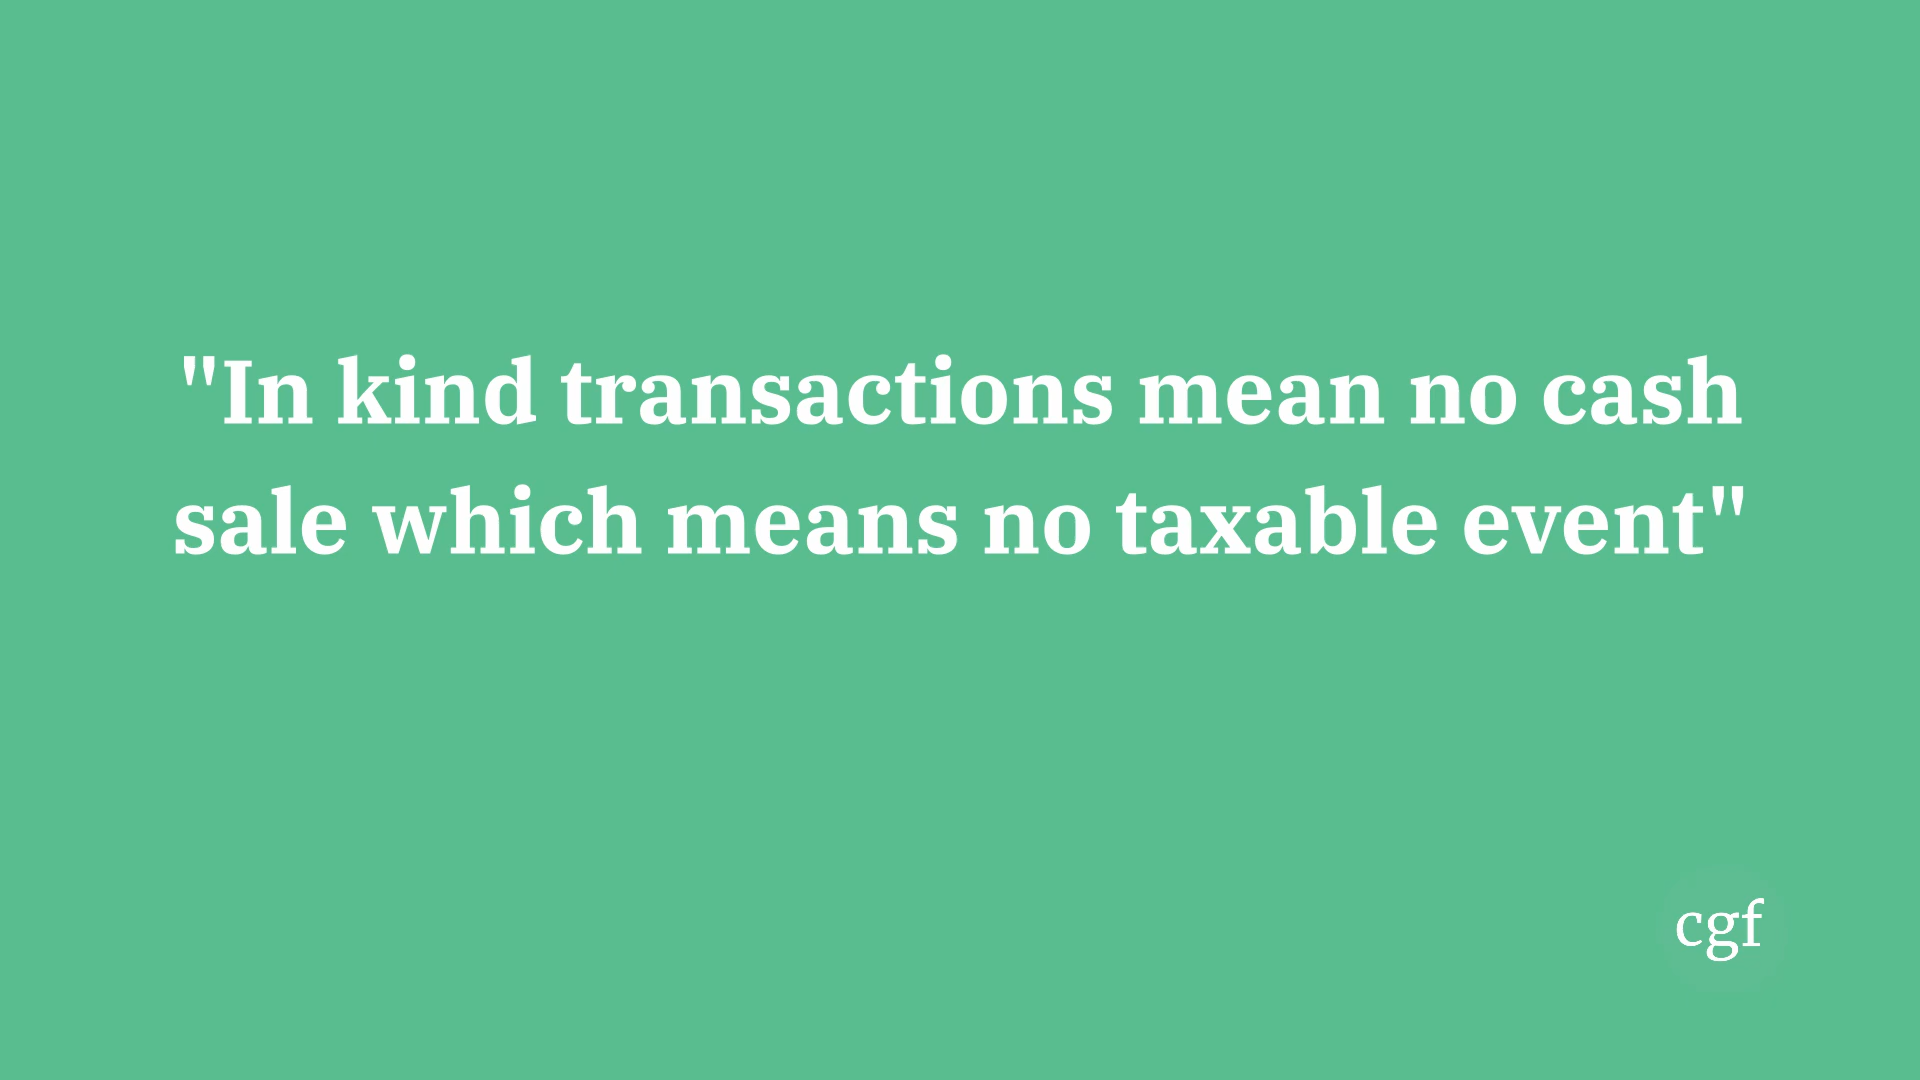 "In kind transactions mean no cash
sale which means no taxable event"
cgf